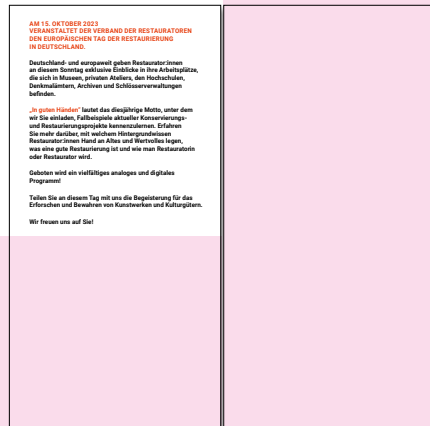 AM 15. OKTOBER 2023
VERANSTALTET DER VERBAND DER RESTAURATOREN
DEN EUROPÄISCHEN TAG DER RESTAURIERUNG
IN DEUTSCHLAND.
Deutschland- und europaweit geben Restaurator:innen
an diesem Sonntag exklusive Einblicke in ihre Arbeitsplätze,
die sich in Museen, privaten Ateliers, den Hochschulen,
Denkmalämtern, Archiven und Schlösserverwaltungen
befinden.
„In guten Händen“ lautet das diesjährige Motto, unter dem
wir Sie einladen, Fallbeispiele aktueller Konservierungs-
und Restaurierungsprojekte kennenzulernen. Erfahren
Sie mehr darüber, mit welchem Hintergrundwissen
Restaurator:innen Hand an Altes und Wertvolles legen,
was eine gute Restaurierung ist und wie man Restauratorin
oder Restaurator wird.
Geboten wird ein vielfältiges analoges und digitales
Programm!
Teilen Sie an diesem Tag mit uns die Begeisterung für das
Erforschen und Bewahren von Kunstwerken und Kulturgütern.
Wir freuen uns auf Sie!